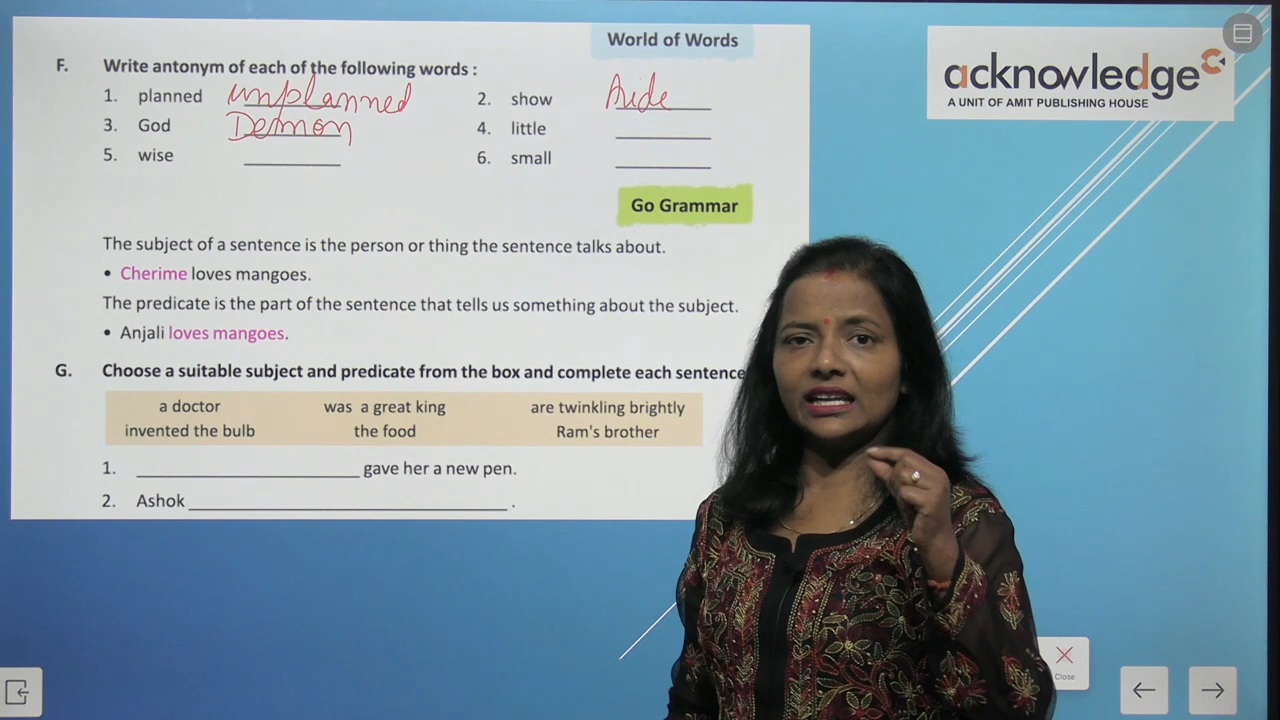 World of Words
F. Write antonym of each of the following words :
1. planned unplanned 2. show Hide
3. God Demon 4. little
5. wise 6. small
Go Grammar
The subject of a sentence is the person or thing the sentence talks about.
• Cherime loves mangoes.
The predicate is the part of the sentence that tells us something about the subject.
• Anjali loves mangoes.
G. Choose a suitable subject and predicate from the box and complete each sentence
a doctor was a great king are twinkling brightly
invented the bulb the food Ram's brother
1. gave her a new pen.
2. Ashok .
acknowledge
A UNIT OF AMIT PUBLISHING HOUSE
Close